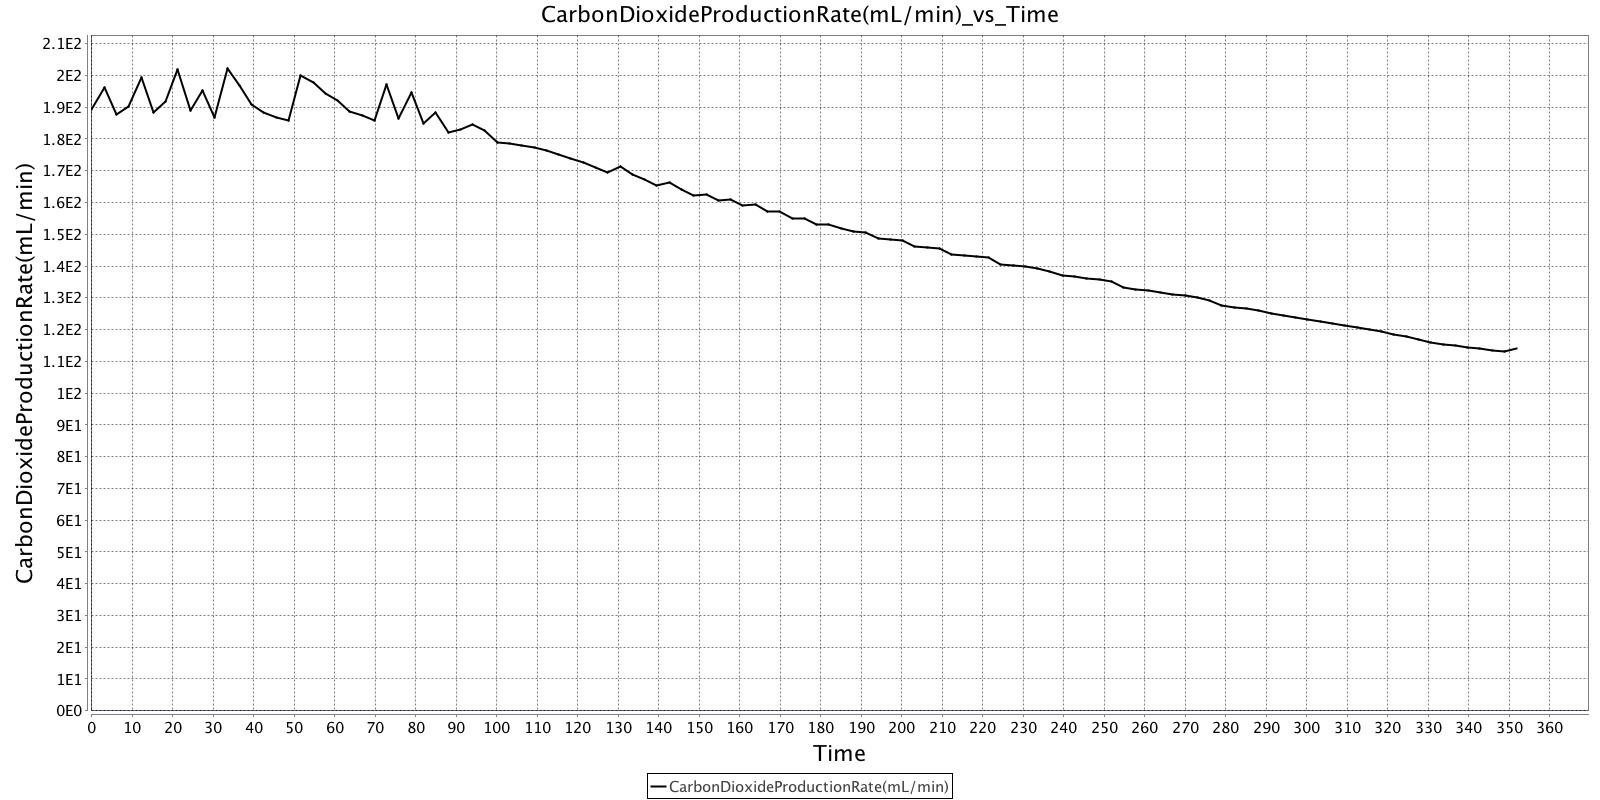 CarbonDioxideProductionRate(mL/min)_vs_Time
CarbonDioxideProductionRate(mL/min)
2.1E2
2E2
1.9E2
1.8E2
1.7E2
1.6E2
1.5E2
1.4E2
1.3E2
1.2E2
1.1E2
1E2
9E1
8E1
7E1
6E1
5E1
4E1
3E1
2E1
1E1
0E0
0 10 20 30 40 50 60 70 80 90 100 110 120 130 140 150 160 170 180 190 200 210 220 230 240 250 260 270 280 290 300 310 320 330 340 350 360
Time
CarbonDioxideProductionRate(mL/min)